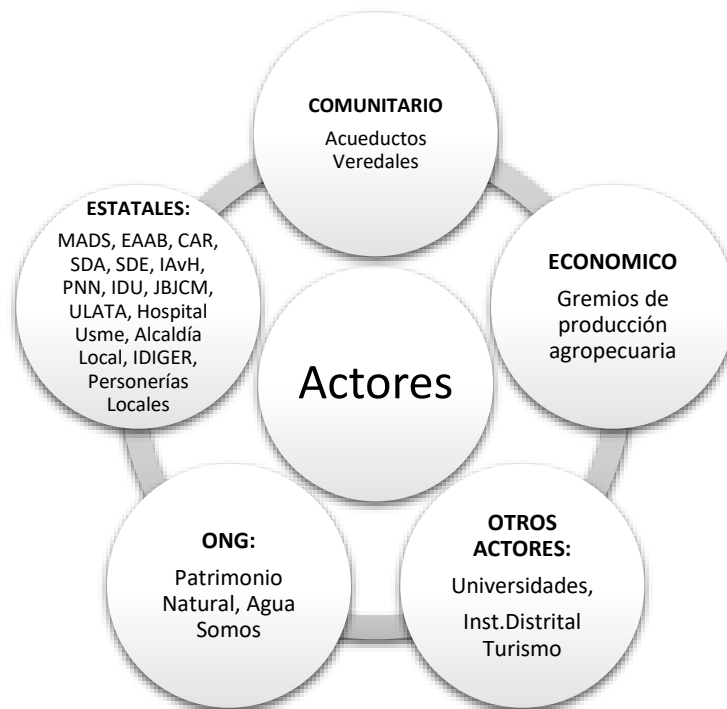 COMUNITARIO
Acueductos
Veredales
ECONOMICO
Gremios de
producción
agropecuaria
OTROS
ACTORES:
Universidades,
Inst.Distrital
Turismo
ONG:
Patrimonio
Natural, Agua
Somos
ESTATALES:
MADS, EAAB, CAR,
SDA, SDE, IAvH,
PNN, IDU, JBJCM,
ULATA, Hospital
Usme, Alcaldía
Local, IDIGER,
Personerías
Locales
Actores